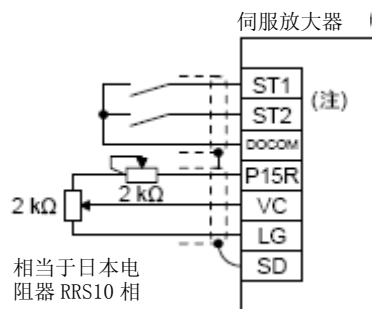 伺服放大器 (
ST1
ST2
(注)
DOCOM
P15R
2 kΩ
2 kΩ
VC
LG
SD
相当于日本电
阻器 RRS10 相